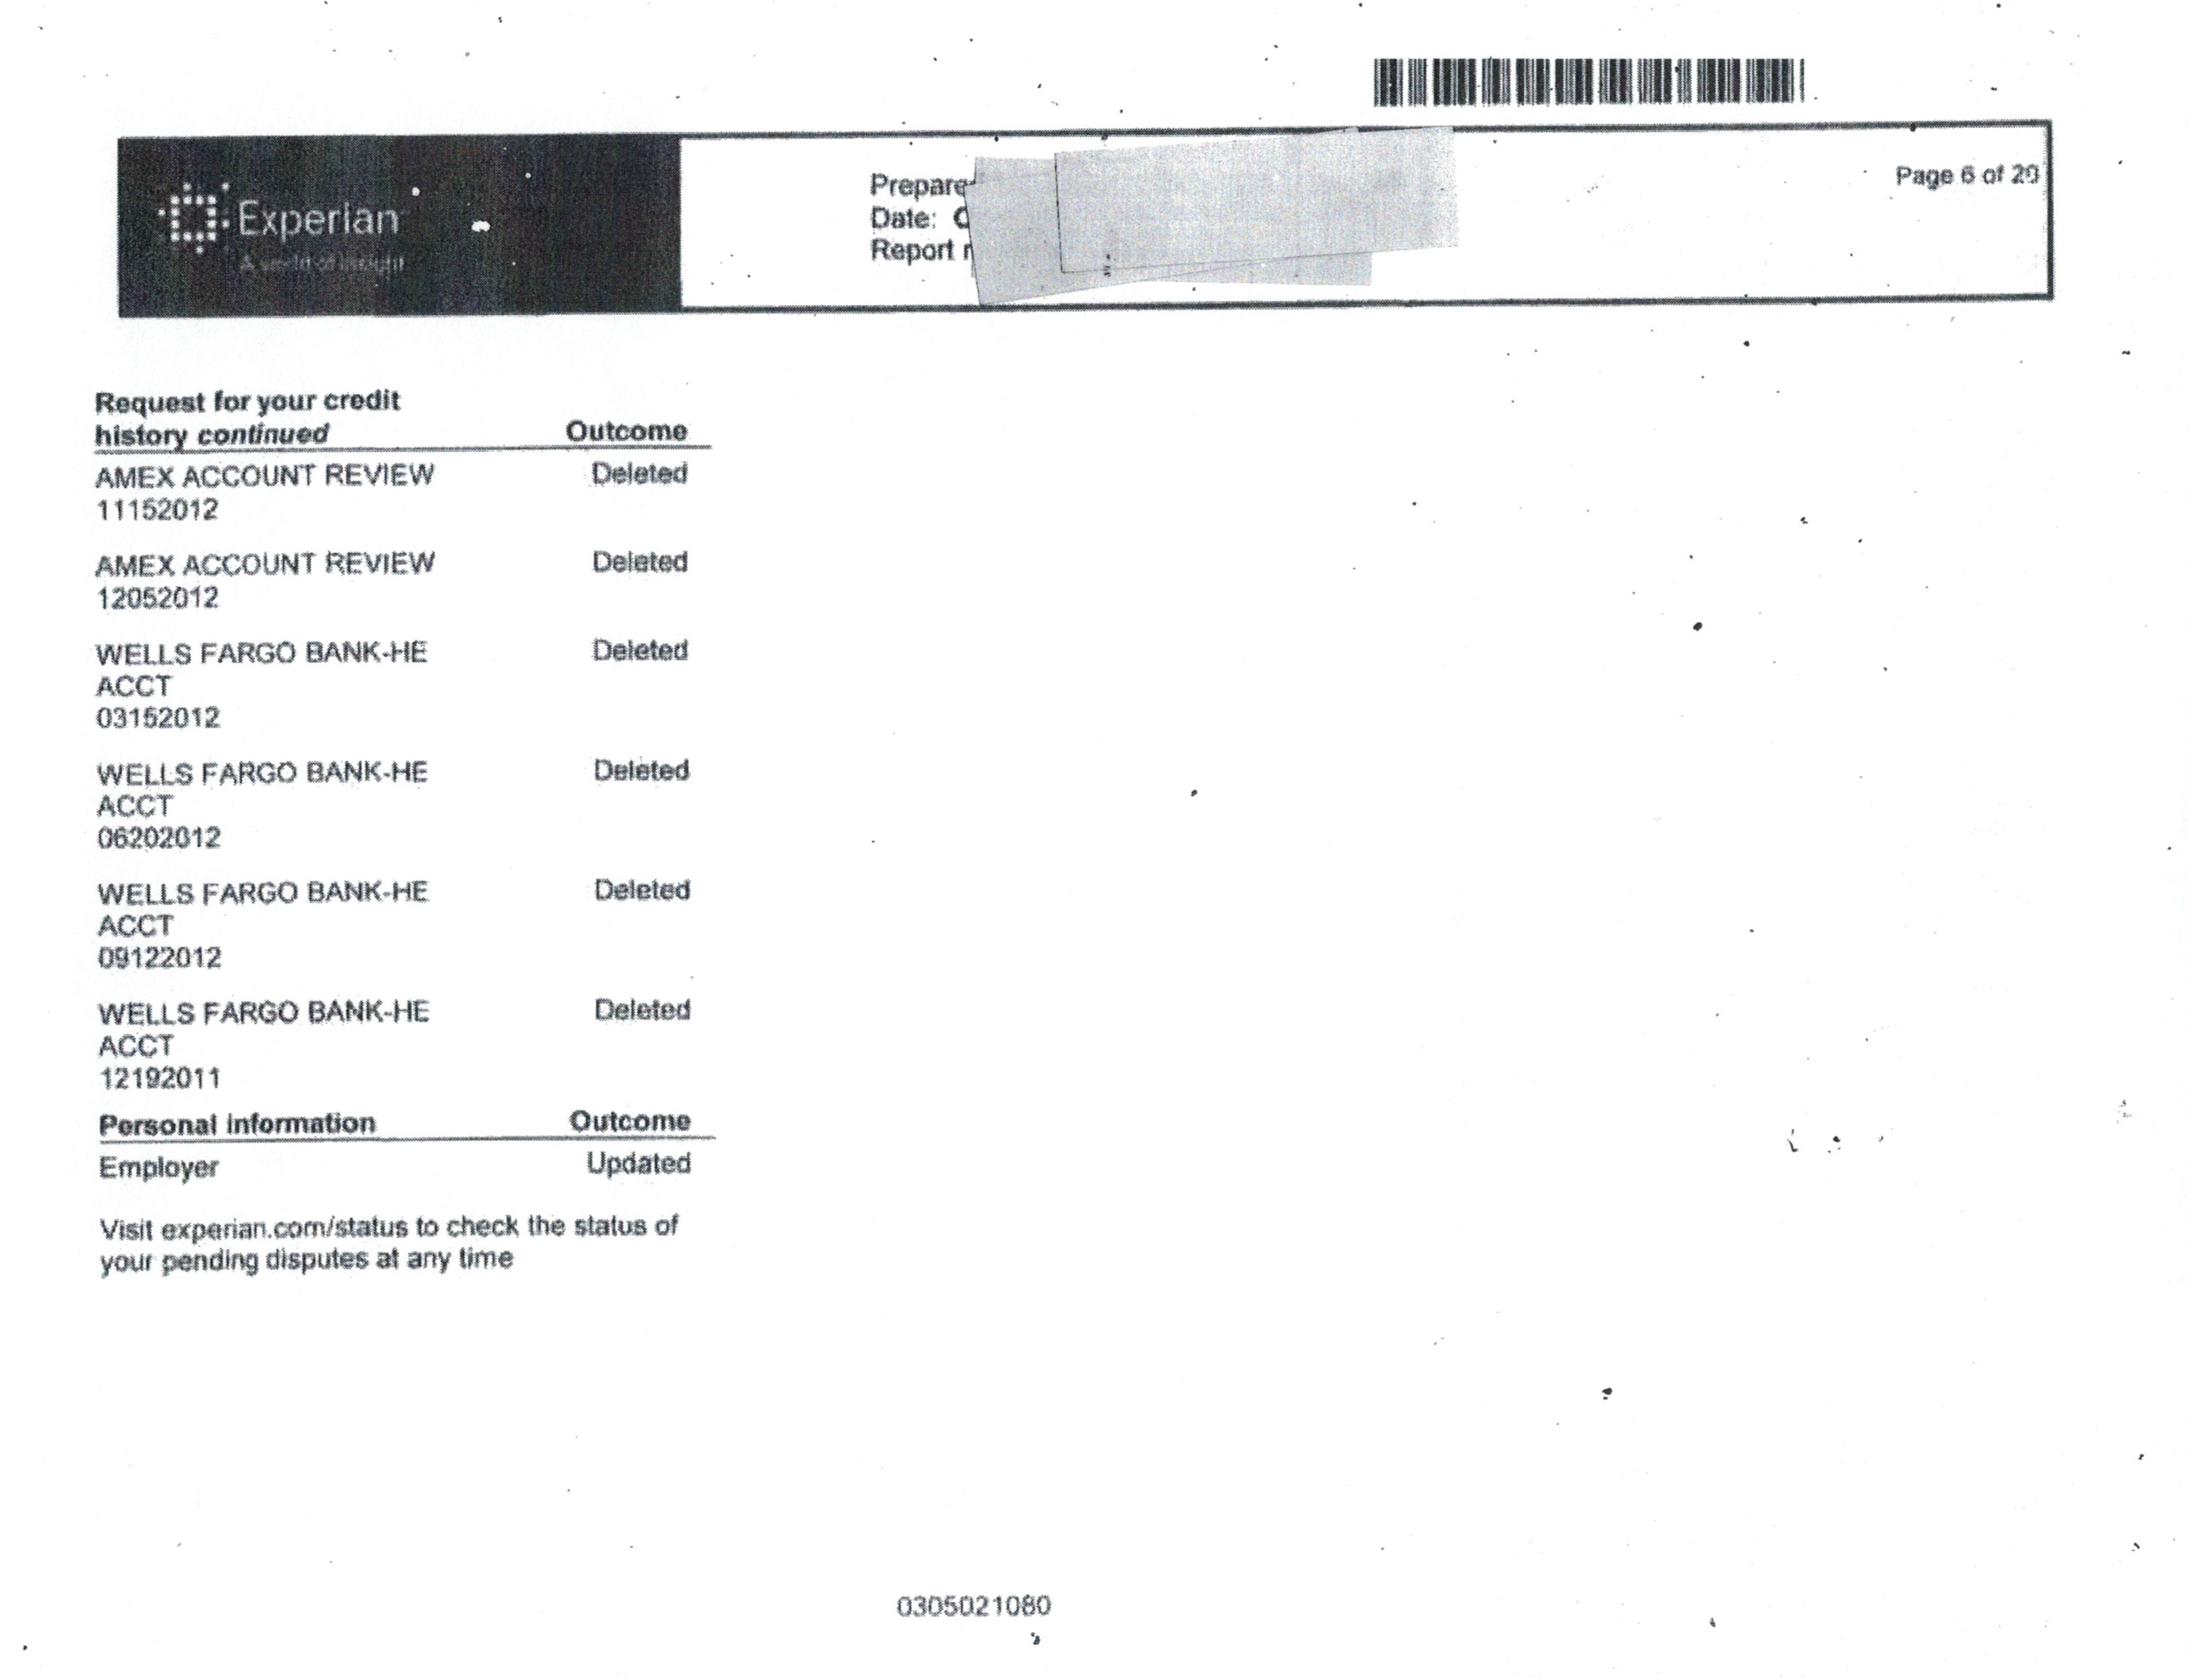 Experian
A world of insight
Prepare
Date:
Report
Page 6 of 20
Request for your credit
history continued Outcome
AMEX ACCOUNT REVIEW Deleted
11152012
AMEX ACCOUNT REVIEW Deleted
12052012
WELLS FARGO BANK-HE Deleted
ACCT
03152012
WELLS FARGO BANK-HE Deleted
ACCT
06202012
WELLS FARGO BANK-HE Deleted
ACCT
09122012
WELLS FARGO BANK-HE Deleted
ACCT
12192011
Personal information Outcome
Employer Updated
Visit experian.com/status to check the status of
your pending disputes at any time
0305021080